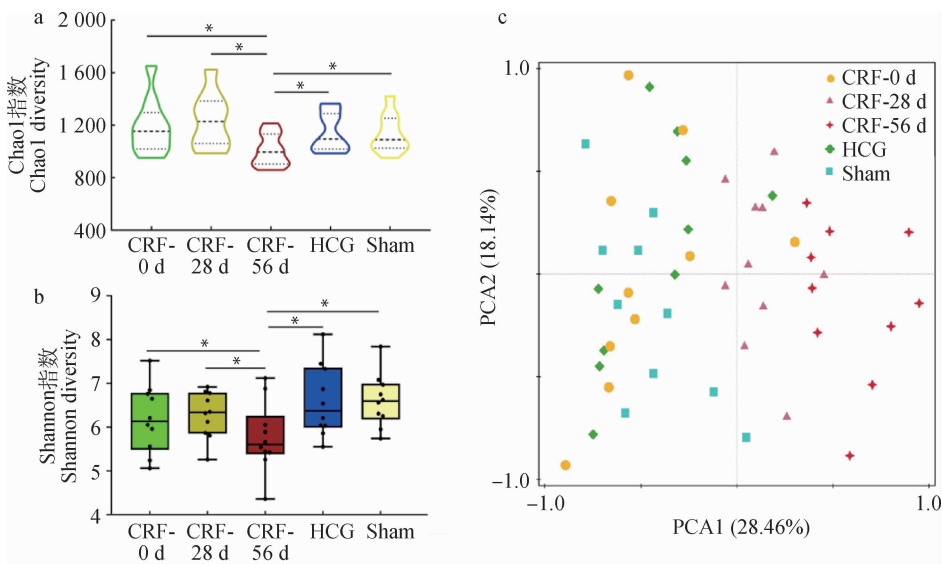 a
2 000
1 600
1 200
800
400
Chao1指数
Chao1 diversity
*
*
*
*
CRF-
0 d
CRF-
28 d
CRF-
56 d
HCG
Sham
b
9
8
7
6
5
4
Shannon指数
Shannon diversity
*
*
*
*
CRF-
0 d
CRF-
28 d
CRF-
56 d
HCG
Sham
c
1.0
CRF-0 d
CRF-28 d
CRF-56 d
HCG
Sham
PCA2 (18.14%)
−1.0
−1.0
1.0
PCA1 (28.46%)